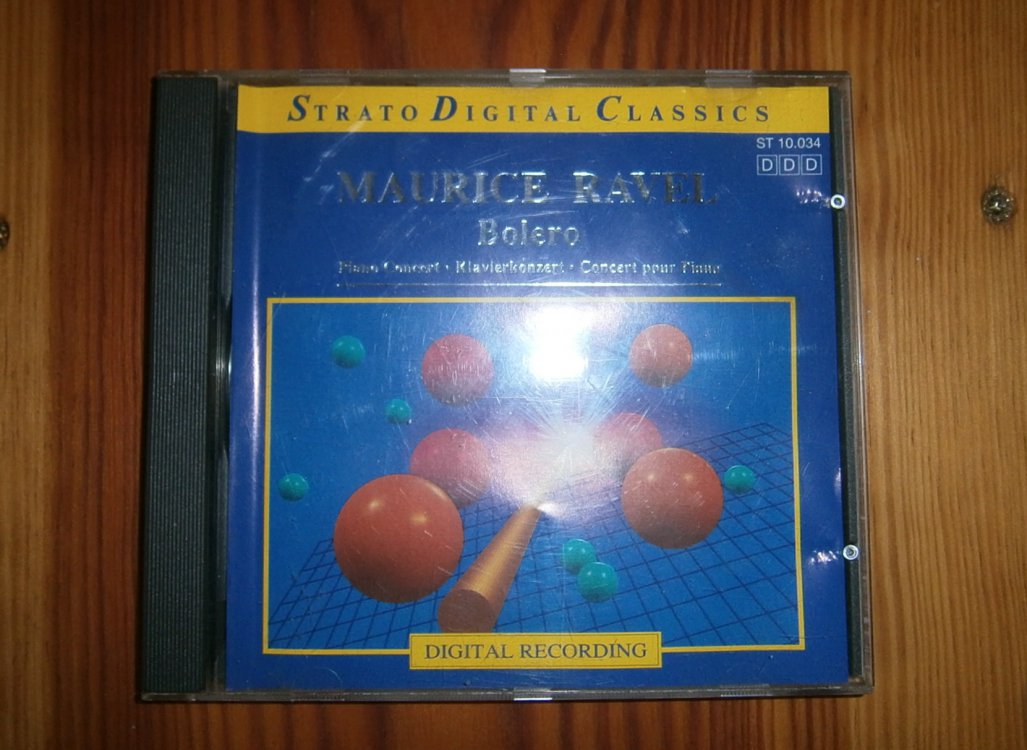 STRATO DIGITAL CLASSICS
ST 10.034
DDD
MAURICE RAVEL
Bolero
Piano Concert · Klavierkonzert · Concert pour Piano
DIGITAL RECORDING